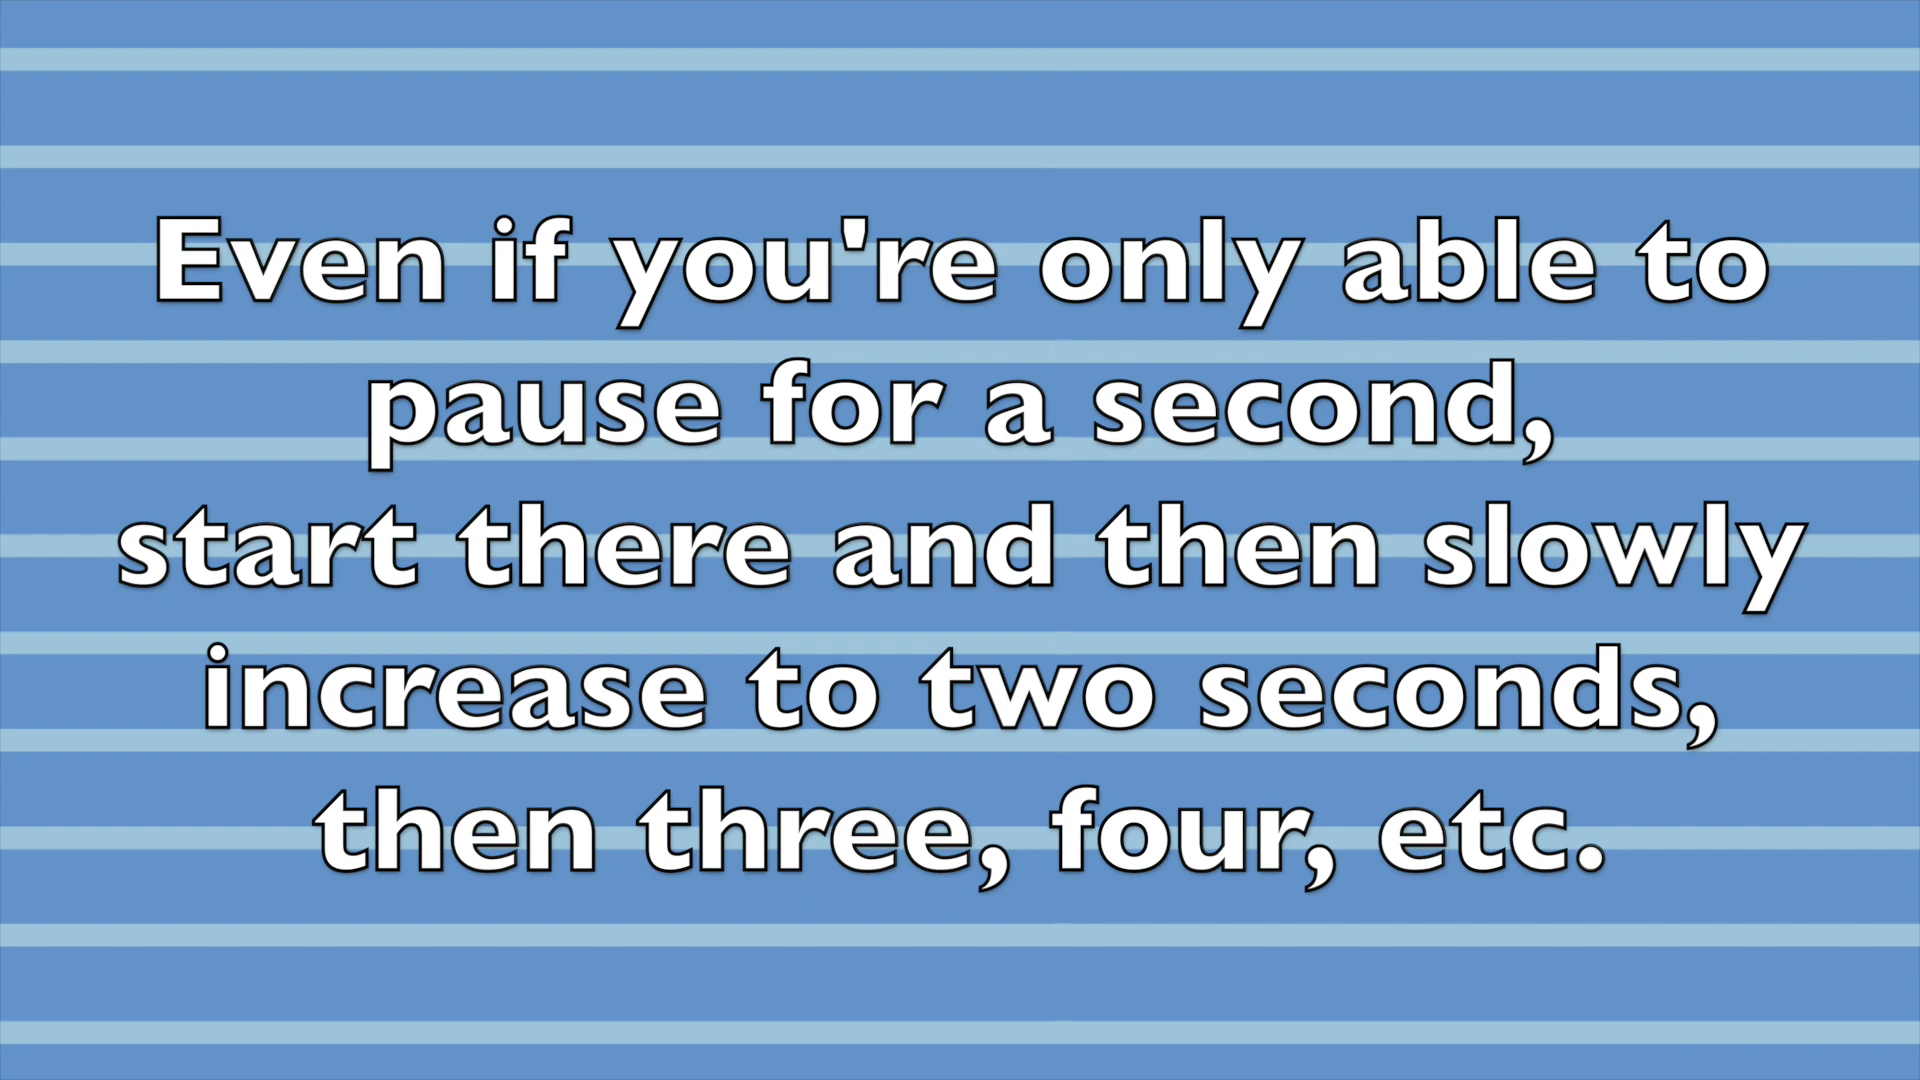 Even if you're only able to
pause for a second,
start there and then slowly
increase to two seconds,
then three, four, etc.